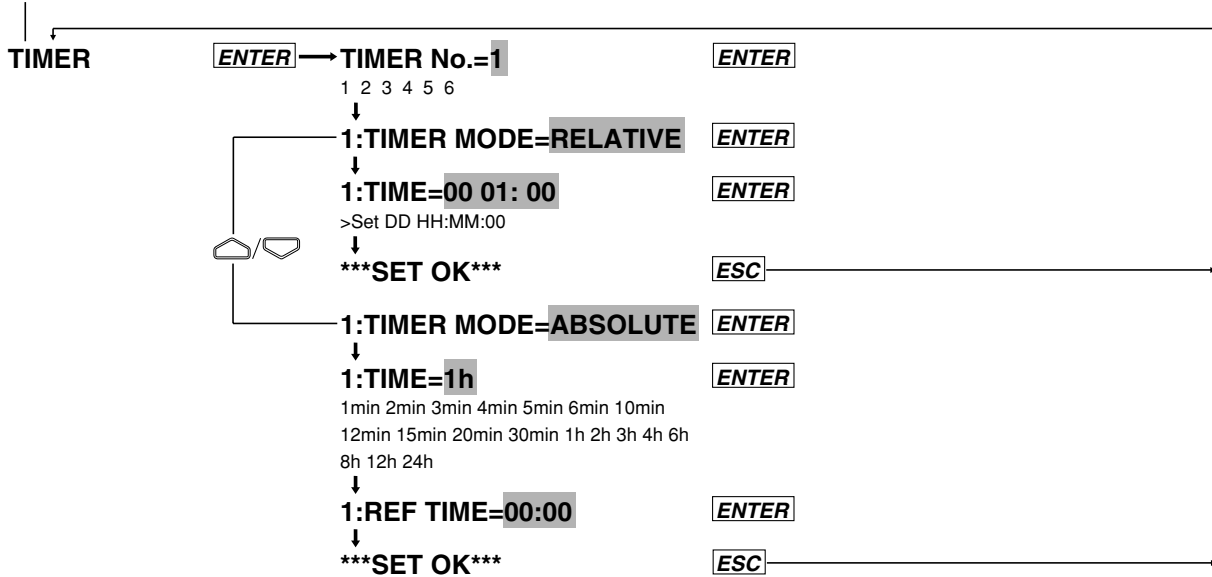 TIMER ENTER TIMER No.=1 ENTER
1 2 3 4 5 6
1:TIMER MODE=RELATIVE ENTER
1:TIME=00 01: 00 ENTER
>Set DD HH:MM:00
/
***SET OK*** ESC
1:TIMER MODE=ABSOLUTE ENTER
1:TIME=1h ENTER
1min 2min 3min 4min 5min 6min 10min
12min 15min 20min 30min 1h 2h 3h 4h 6h
8h 12h 24h
1:REF TIME=00:00 ENTER
***SET OK*** ESC